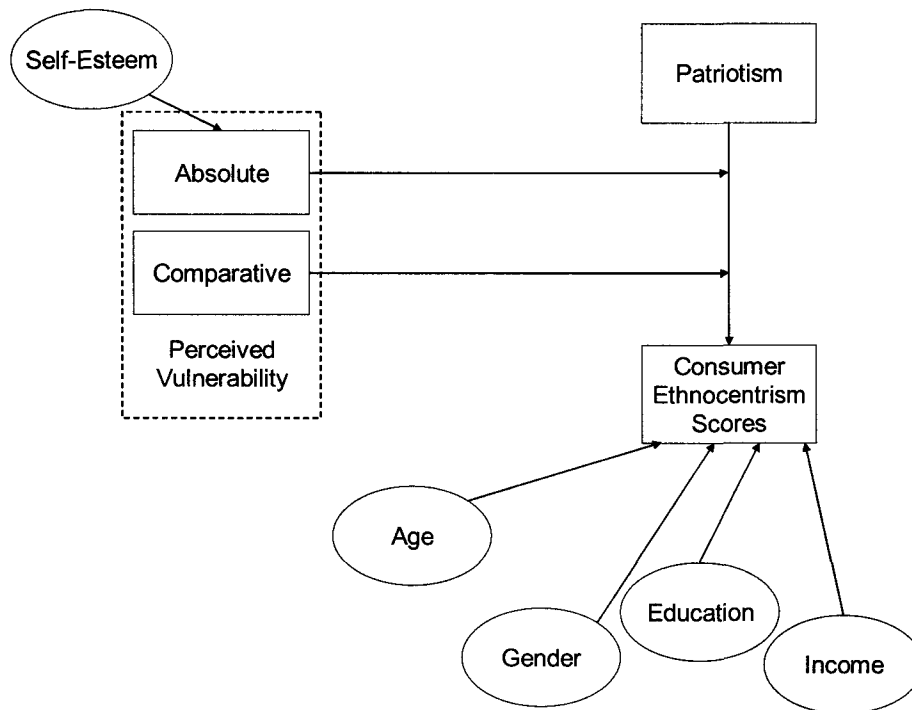 Self-Esteem
Patriotism
Absolute
Comparative
Perceived
Vulnerability
Consumer
Ethnocentrism
Scores
Age
Education
Gender
Income